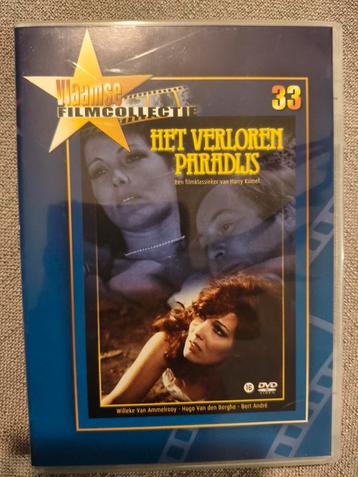 Vlaamse
FILMCOLLECTIE
33
HET VERLOREN
PARADIJS
Een filmklassieker van Harry Kümel
16
DVD
VIDEO
Willeke Van Ammelrooy - Hugo Van den Berghe - Bert André